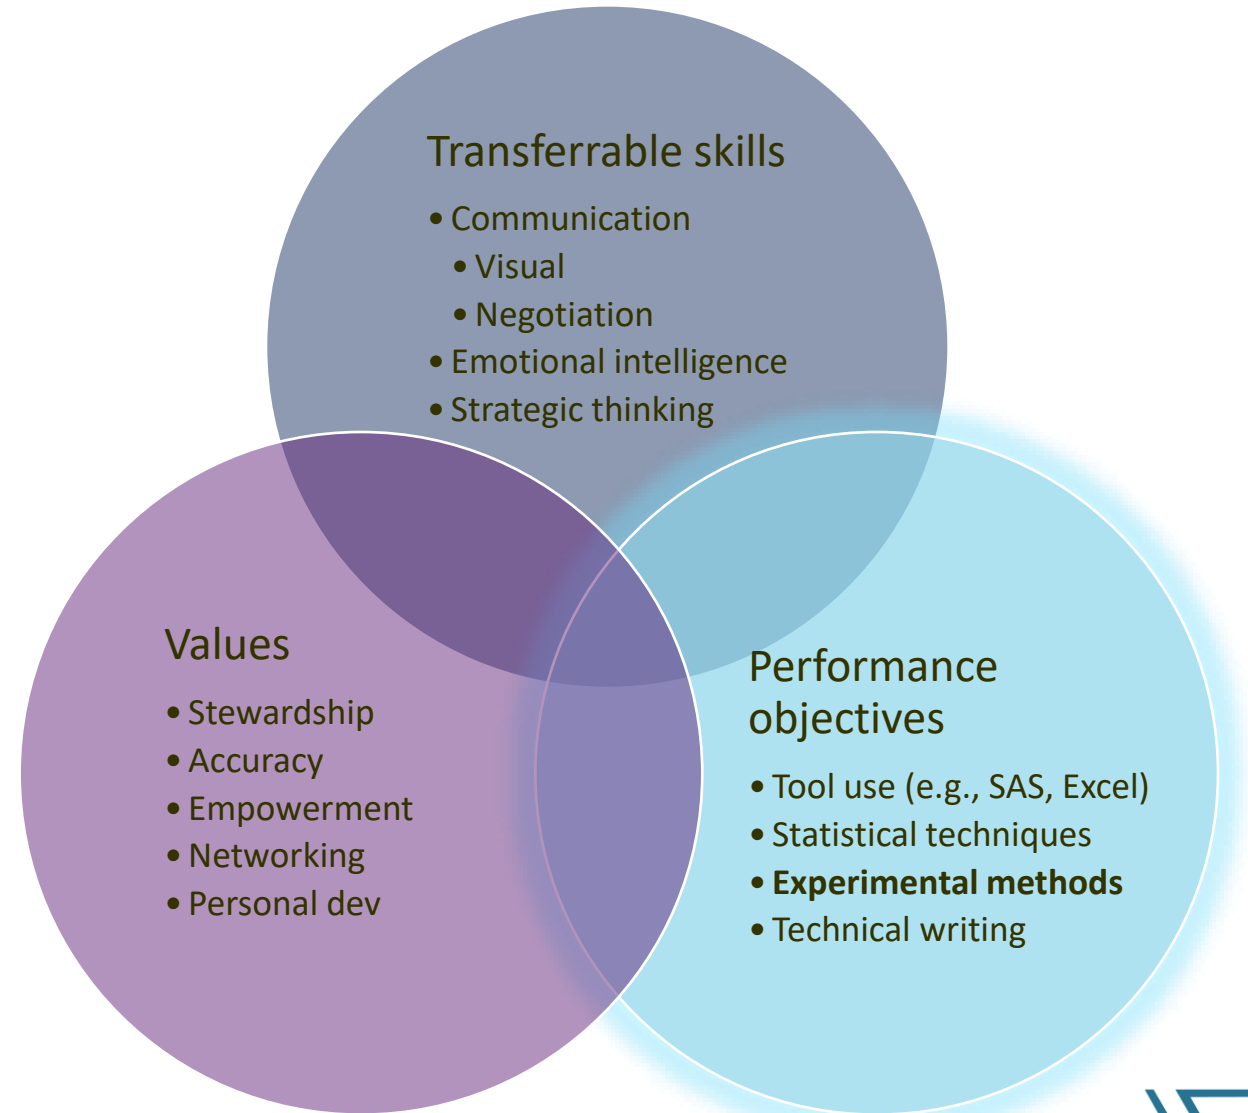 Transferrable skills
• Communication
• Visual
• Negotiation
• Emotional intelligence
• Strategic thinking
Values
• Stewardship
• Accuracy
• Empowerment
• Networking
• Personal dev
Performance
objectives
• Tool use (e.g., SAS, Excel)
• Statistical techniques
• Experimental methods
• Technical writing